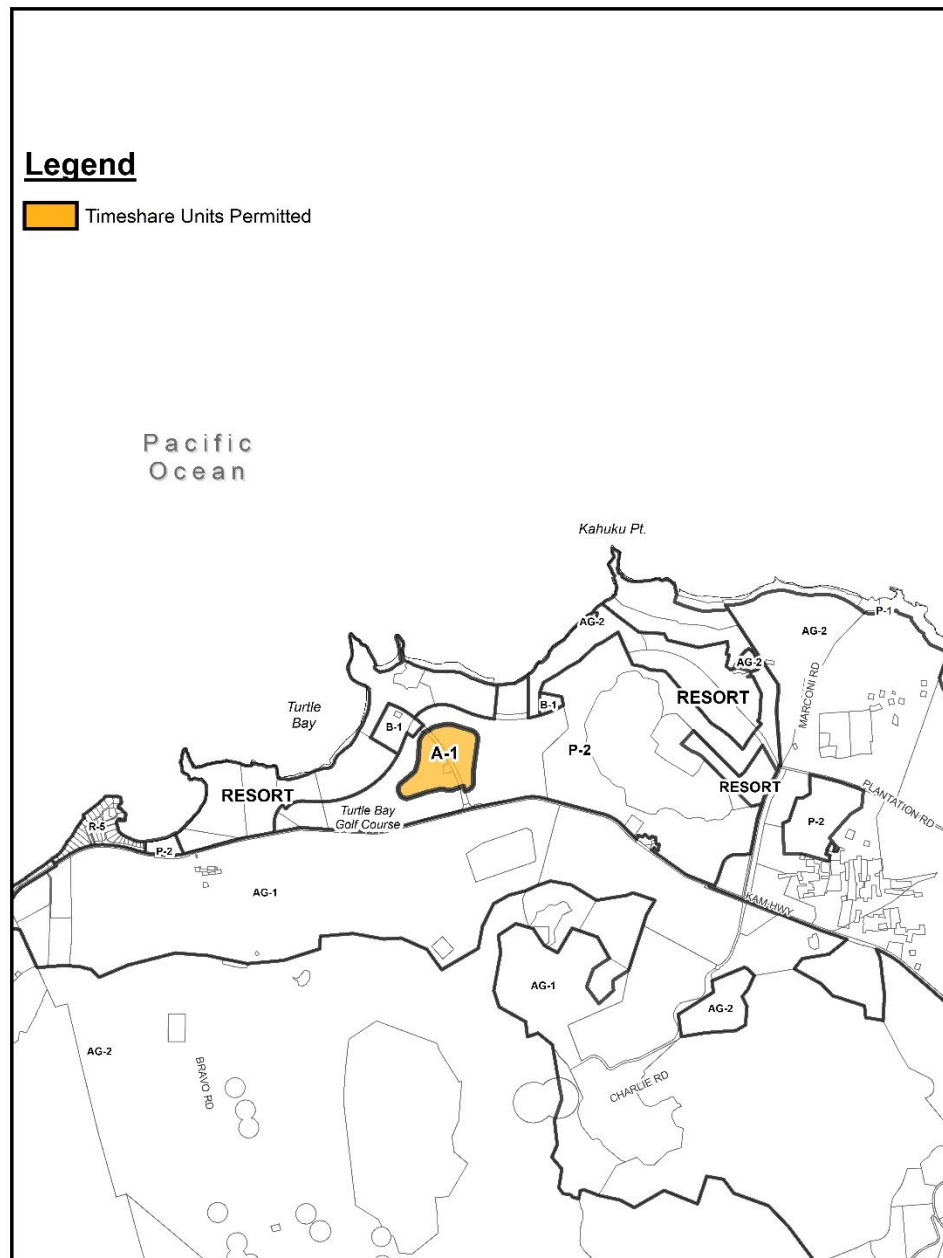 Legend
Timeshare Units Permitted
Pacific
Ocean
Kahuku Pt.
P-1
AG-2
AG-2
MARCONI RD
AG-2
RESORT
Turtle
Bay
B-1
B-1
A-1
P-2
RESORT
RESORT
PLANTATION RD
Turtle Bay
Golf Course
R-5
P-2
P-2
AG-1
KAM HWY
AG-1
AG-2
AG-2
BRAVO RD
CHARLIE RD